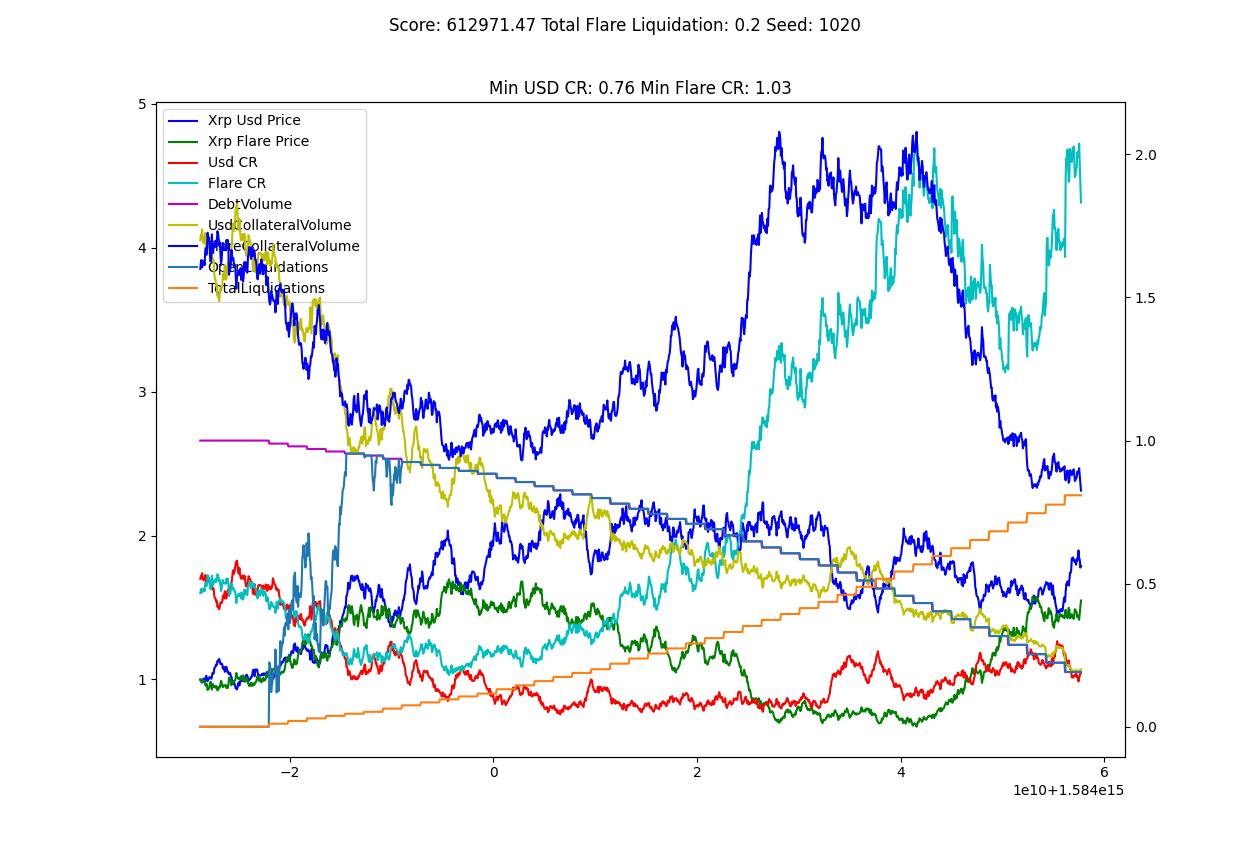 Score: 612971.47 Total Flare Liquidation: 0.2 Seed: 1020
Min USD CR: 0.76 Min Flare CR: 1.03
Xrp Usd Price
Xrp Flare Price
Usd CR
Flare CR
DebtVolume
UsdCollateralVolume
FlareCollateralVolume
OpenLiquidations
TotalLiquidations
5
4
3
2
1
2.0
1.5
1.0
0.5
0.0
−2
0
2
4
6
1e10+1.584e15